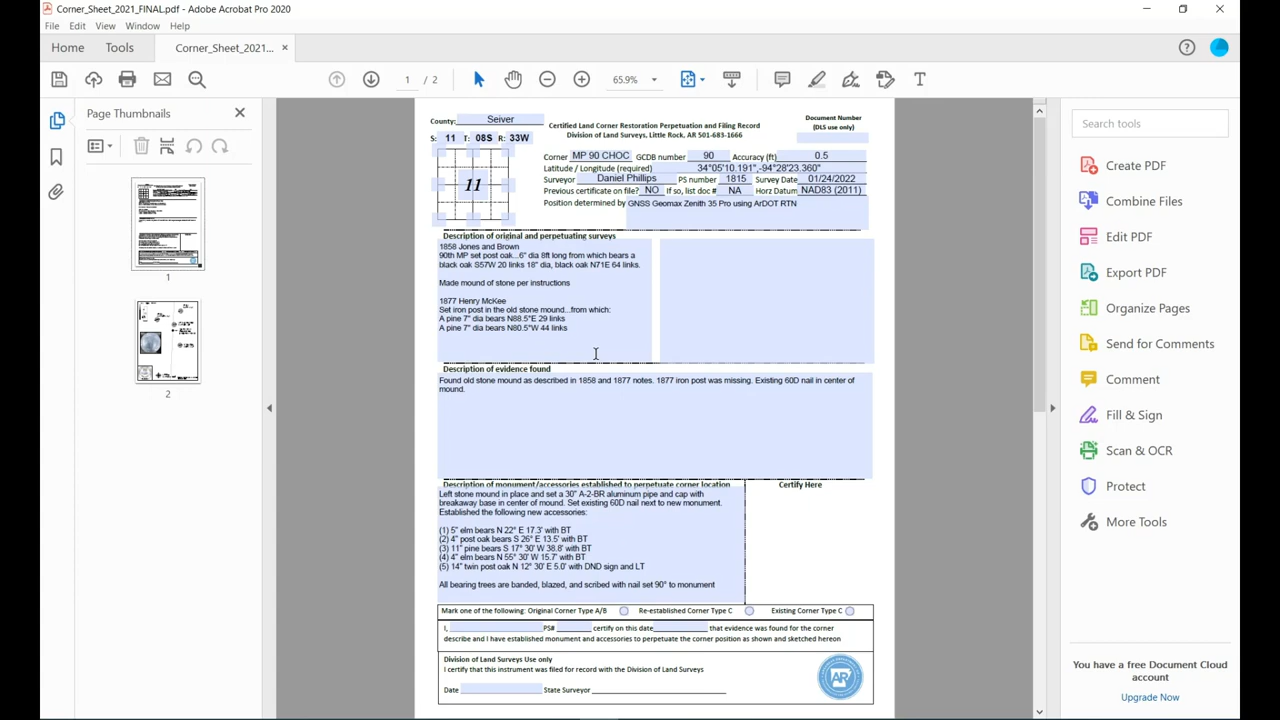 Corner_Sheet_2021_FINAL.pdf - Adobe Acrobat Pro 2020
File Edit View Window Help
Home Tools Corner_Sheet_2021...
1 / 2 65.9%
Page Thumbnails
1
2
County: Seiver
S: 11 T: 08S R: 33W
11
Certified Land Corner Restoration Perpetuation and Filing Record
Division of Land Surveys, Little Rock, AR 501-683-1666
Document Number
(DLS use only)
Corner MP 90 CHOC GCDB number 90 Accuracy (ft) 0.5
Latitude / Longitude (required) 34°05'10.191",-94°28'23.360"
Surveyor Daniel Phillips PS number 1815 Survey Date 01/24/2022
Previous certificate on file? NO If so, list doc # NA Horz Datum NAD83 (2011)
Position determined by GNSS Geomax Zenith 35 Pro using ArDOT RTN
Description of original and perpetuating surveys
1858 Jones and Brown
90th MP set post oak...6" dia 8ft long from which bears a
black oak S57W 20 links 18" dia, black oak N71E 64 links.
Made mound of stone per instructions
1877 Henry McKee
Set iron post in the old stone mound...from which:
A pine 7" dia bears N88.5°E 29 links
A pine 7" dia bears N80.5°W 44 links
Description of evidence found
Found old stone mound as described in 1858 and 1877 notes. 1877 iron post was missing. Existing 60D nail in center of
mound.
Description of monument/accessories established to perpetuate corner location
Certify Here
Left stone mound in place and set a 30" A-2-BR aluminum pipe and cap with
breakaway base in center of mound. Set existing 60D nail next to new monument.
Established the following new accessories:
(1) 5" elm bears N 22° E 17.3' with BT
(2) 4" post oak bears S 26° E 13.5' with BT
(3) 11" pine bears S 17° 30' W 38.8' with BT
(4) 4" elm bears N 55° 30' W 15.7' with BT
(5) 14" twin post oak N 12° 30' E 5.0' with DND sign and LT
All bearing trees are banded, blazed, and scribed with nail set 90° to monument
Mark one of the following: Original Corner Type A/B Re-established Corner Type C Existing Corner Type C
I, PS# certify on this date that evidence was found for the corner
describe and I have established monument and accessories to perpetuate the corner position as shown and sketched hereon
Division of Land Surveys Use only
I certify that this instrument was filed for record with the Division of Land Surveys
Date State Surveyor
AR
Search tools
Create PDF
Combine Files
Edit PDF
Export PDF
Organize Pages
Send for Comments
Comment
Fill & Sign
Scan & OCR
Protect
More Tools
You have a free Document Cloud
account
Upgrade Now